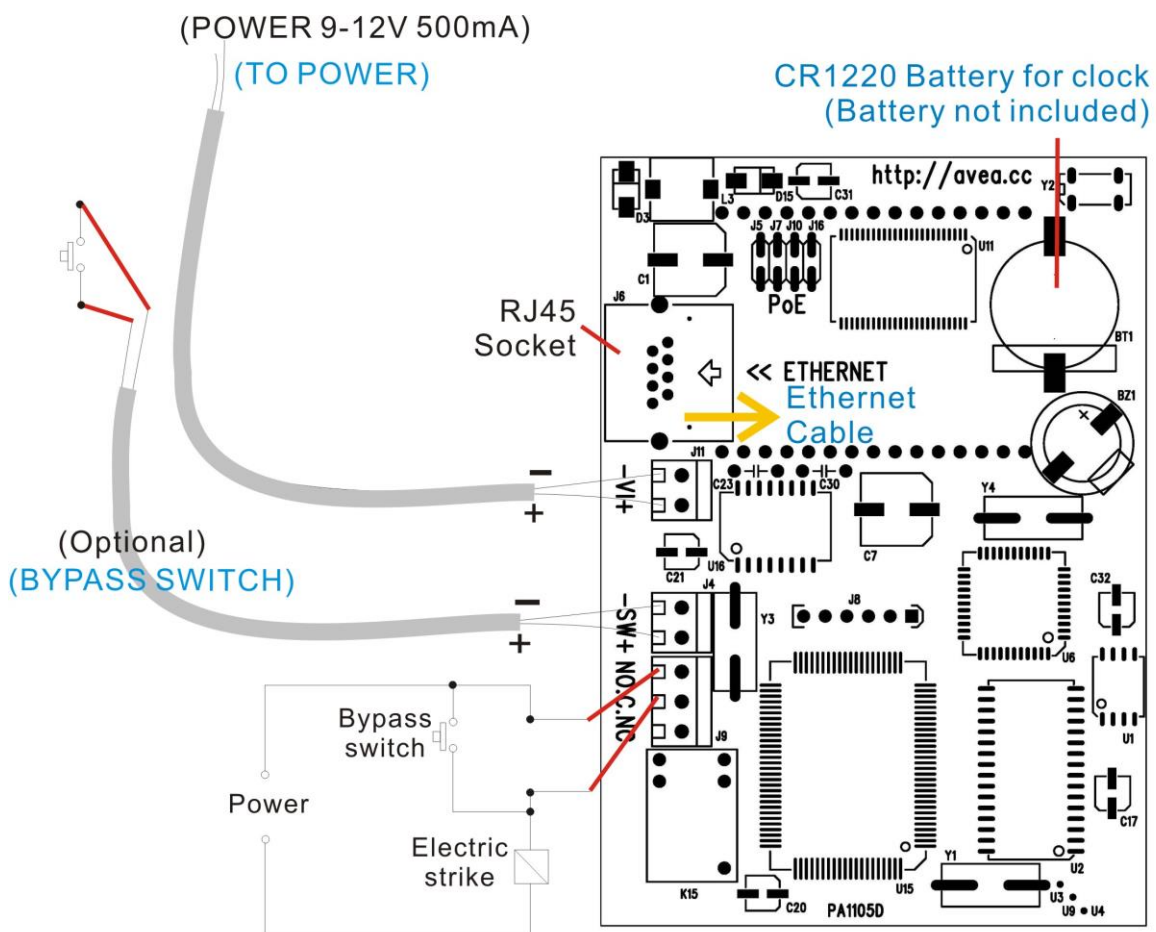 (POWER 9-12V 500mA)
(TO POWER)
CR1220 Battery for clock
(Battery not included)
http://avea.cc
Y2
D3
L3
D15
C31
J5 J7 J10 J16
U11
C1
PoE
J6
RJ45
Socket
BT1
<< ETHERNET
Ethernet
Cable
BZ1
J11
C23
C30
−
+
−VI+
Y4
C7
C21
U16
(Optional)
(BYPASS SWITCH)
C32
J4
Y3
J8
−
+
−SW+
U6
NO.C.NC
Bypass
switch
J9
U1
Power
C17
Electric
strike
K15
U15
C20
PA1105D
Y1
U2
U3
U9
U4